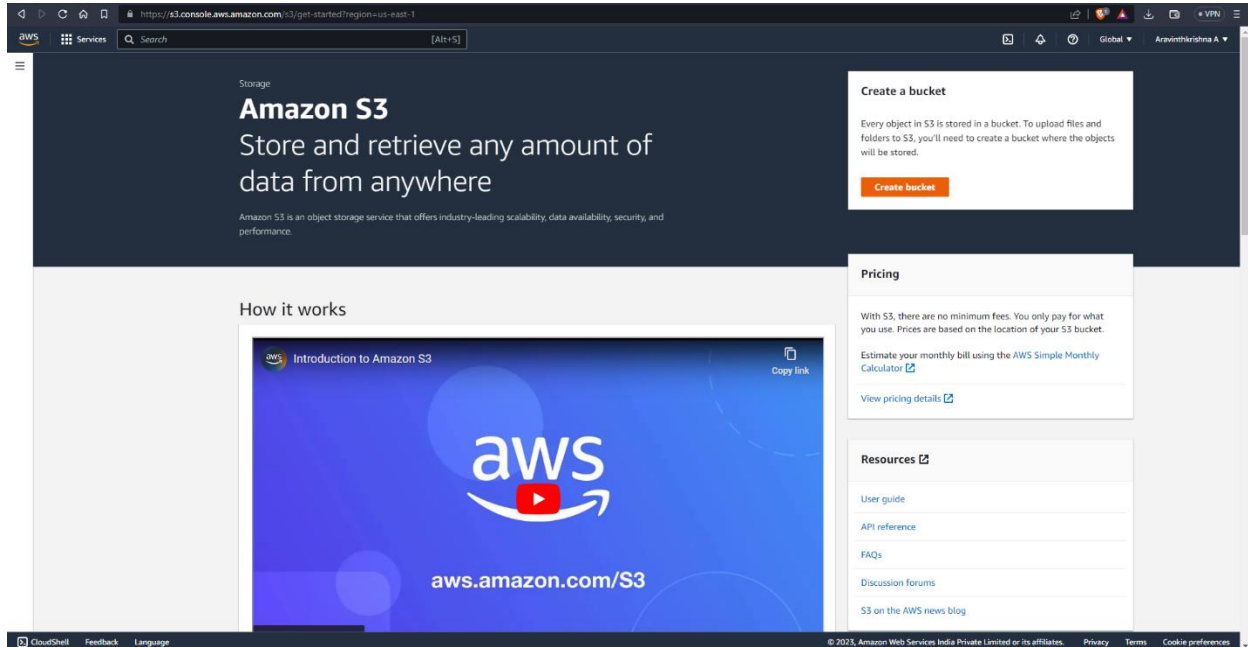 https://s3.console.aws.amazon.com/s3/get-started?region=us-east-1
VPN
aws
Services
Search
[Alt+S]
Global
Aravinthkrishna A
Storage
Amazon S3
Store and retrieve any amount of
data from anywhere
Amazon S3 is an object storage service that offers industry-leading scalability, data availability, security, and
performance.
Create a bucket
Every object in S3 is stored in a bucket. To upload files and
folders to S3, you'll need to create a bucket where the objects
will be stored.
Create bucket
How it works
aws
Introduction to Amazon S3
Copy link
aws
aws.amazon.com/S3
Pricing
With S3, there are no minimum fees. You only pay for what
you use. Prices are based on the location of your S3 bucket.
Estimate your monthly bill using the AWS Simple Monthly
Calculator
View pricing details
Resources
User guide
API reference
FAQs
Discussion forums
S3 on the AWS news blog
CloudShell
Feedback
Language
© 2023, Amazon Web Services India Private Limited or its affiliates.
Privacy
Terms
Cookie preferences